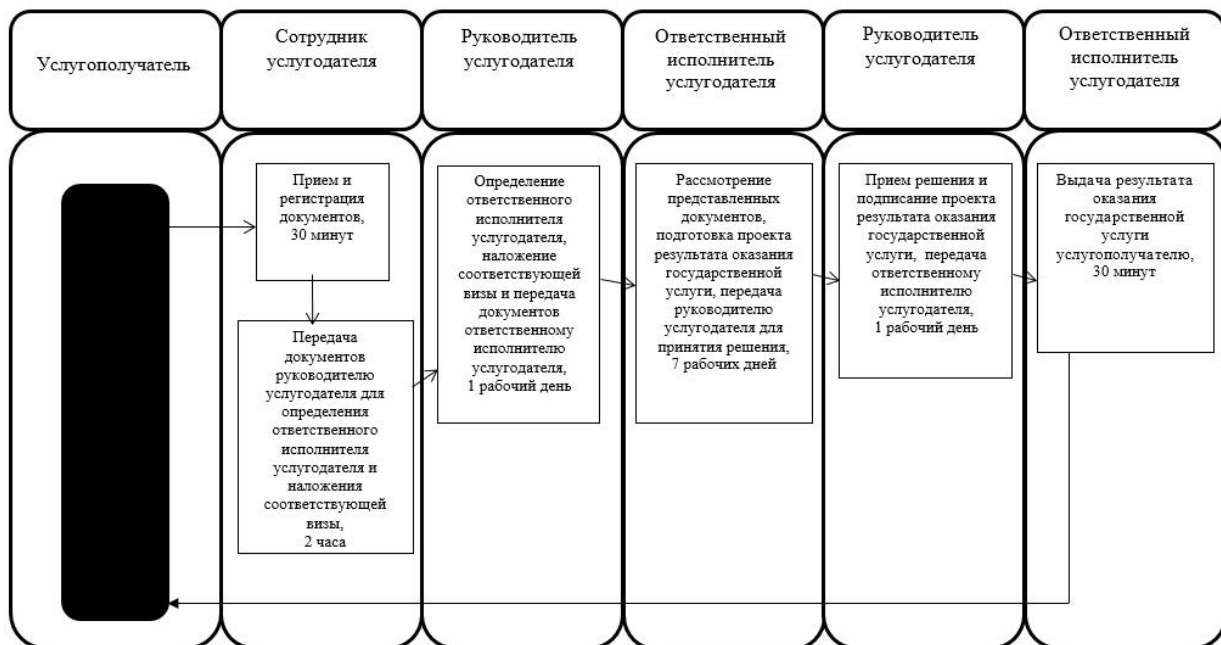 Услугополучатель
Сотрудник
услугодателя
Руководитель
услугодателя
Ответственный
исполнитель
услугодателя
Руководитель
услугодателя
Ответственный
исполнитель
услугодателя
Прием и
регистрация
документов,
30 минут
Передача
документов
руководителю
услугодателя для
определения
ответственного
исполнителя
услугодателя и
наложения
соответствующей
визы,
2 часа
Определение
ответственного
исполнителя
услугодателя,
наложение
соответствующей
визы и передача
документов
ответственному
исполнителю
услугодателя,
1 рабочий день
Рассмотрение
представленных
документов,
подготовка проекта
результата оказания
государственной
услуги, передача
руководителю
услугодателя для
принятия решения,
7 рабочих дней
Прием решения и
подписание проекта
результата оказания
государственной
услуги, передача
ответственному
исполнителю
услугодателя,
1 рабочий день
Выдача результата
оказания
государственной
услуги
услугополучателю,
30 минут